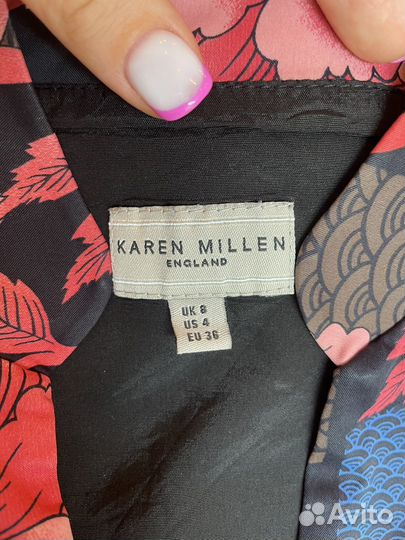 KAREN MILLEN
ENGLAND
UK 8
US 4
EU 36
Avito